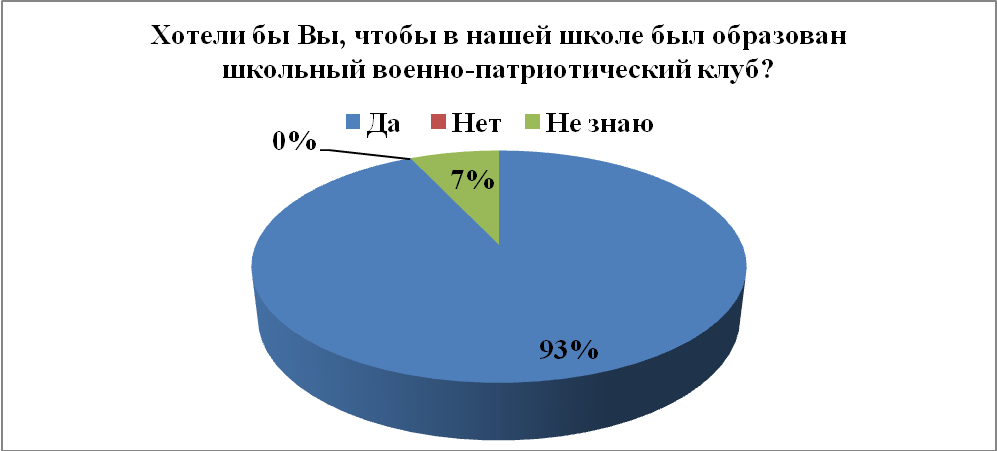 Хотели бы Вы, чтобы в нашей школе был образован
школьный военно-патриотический клуб?
Да Нет Не знаю
0%
7%
93%